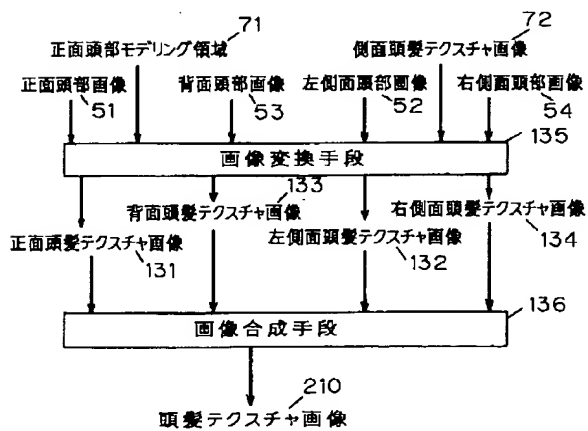 71
72
正面頭部モデリング領域
側面頭髪テクスチャ画像
正面頭部画像
背面頭部画像
左側面頭部画像
右側面頭部画像
51
53
52
54
135
画像変換手段
133
背面頭髪テクスチャ画像
右側面頭髪テクスチャ画像
134
正面頭髪テクスチャ画像
左側面頭髪テクスチャ画像
131
132
136
画像合成手段
210
頭髪テクスチャ画像